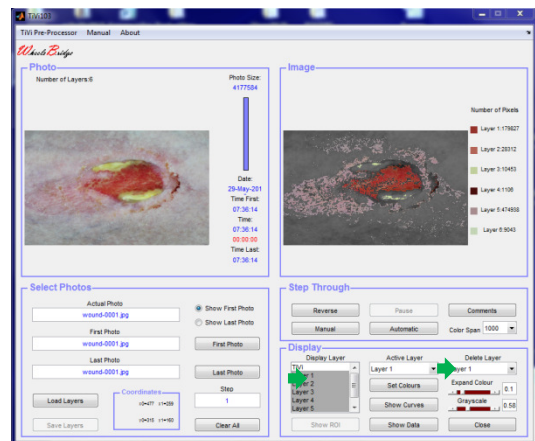 TiVi103
TiVi Pre-Processor Manual About
Wheels Bridge
Photo
Number of Layers:6
Photo Size:
4177584
Date:
29-May-201
Time First:
07:36:14
Time:
07:36:14
00:00:00
Time Last:
07:36:14
Image
Number of Pixels
Layer 1:179827
Layer 2:28312
Layer 3:10453
Layer 4:1106
Layer 5:474938
Layer 6:9043
Select Photos
Actual Photo
wound-0001.jpg
First Photo
wound-0001.jpg
Last Photo
wound-0001.jpg
Show First Photo
Show Last Photo
First Photo
Last Photo
Step
1
Load Layers
Save Layers
Coordinates
Clear All
Step Through
Reverse Pause Comments
Manual Automatic Color Span 1000
Display
Display Layer
TiVi
Layer 2
Layer 3
Layer 4
Layer 5
Active Layer
Layer 1
Delete Layer
Set Colours
Expand Colour
0.1
Show Curves
Grayscale
0.58
Show ROI Show Data Close